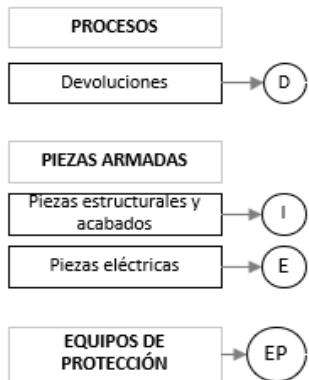 PROCESOS
Devoluciones
D
PIEZAS ARMADAS
Piezas estructurales y
acabados
I
Piezas eléctricas
E
EQUIPOS DE
PROTECCIÓN
EP